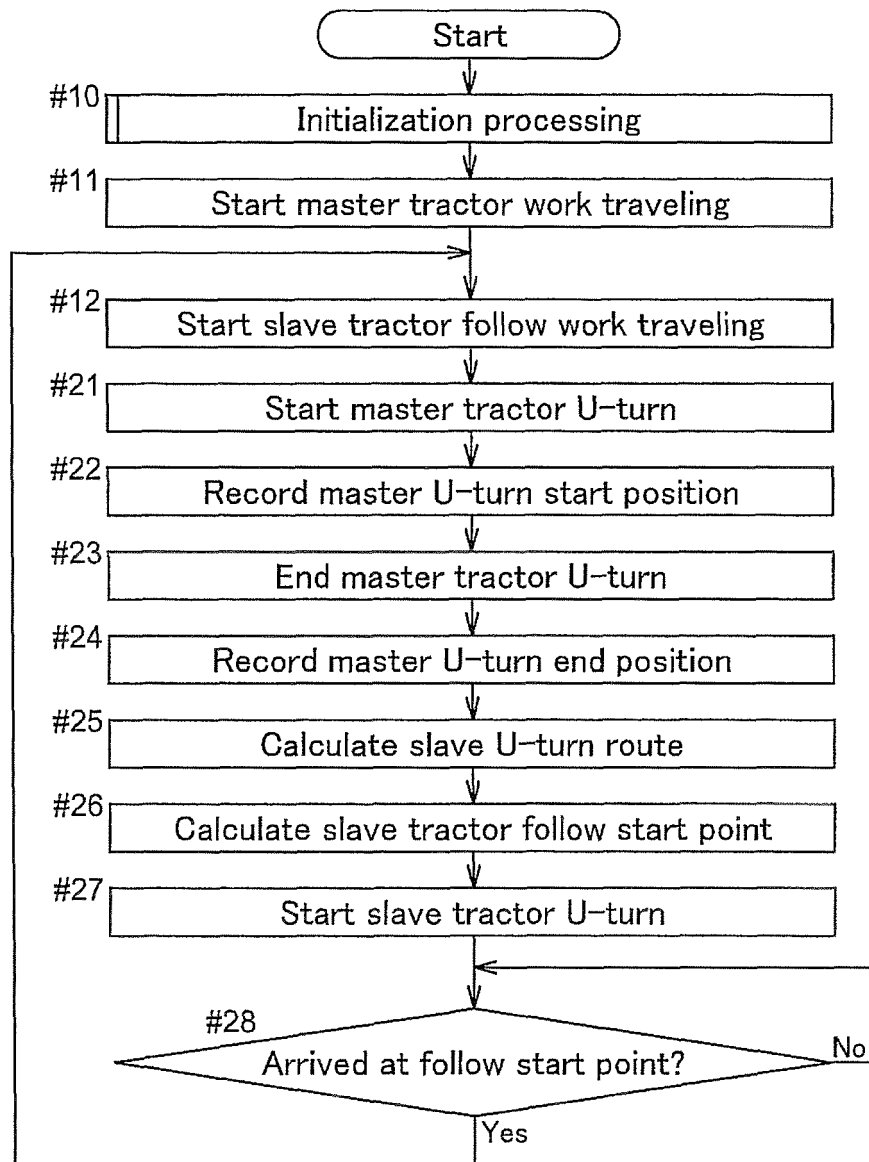 Start
#10
Initialization processing
#11
Start master tractor work traveling
#12
Start slave tractor follow work traveling
#21
Start master tractor U-turn
#22
Record master U-turn start position
#23
End master tractor U-turn
#24
Record master U-turn end position
#25
Calculate slave U-turn route
#26
Calculate slave tractor follow start point
#27
Start slave tractor U-turn
#28
Arrived at follow start point?
No
Yes